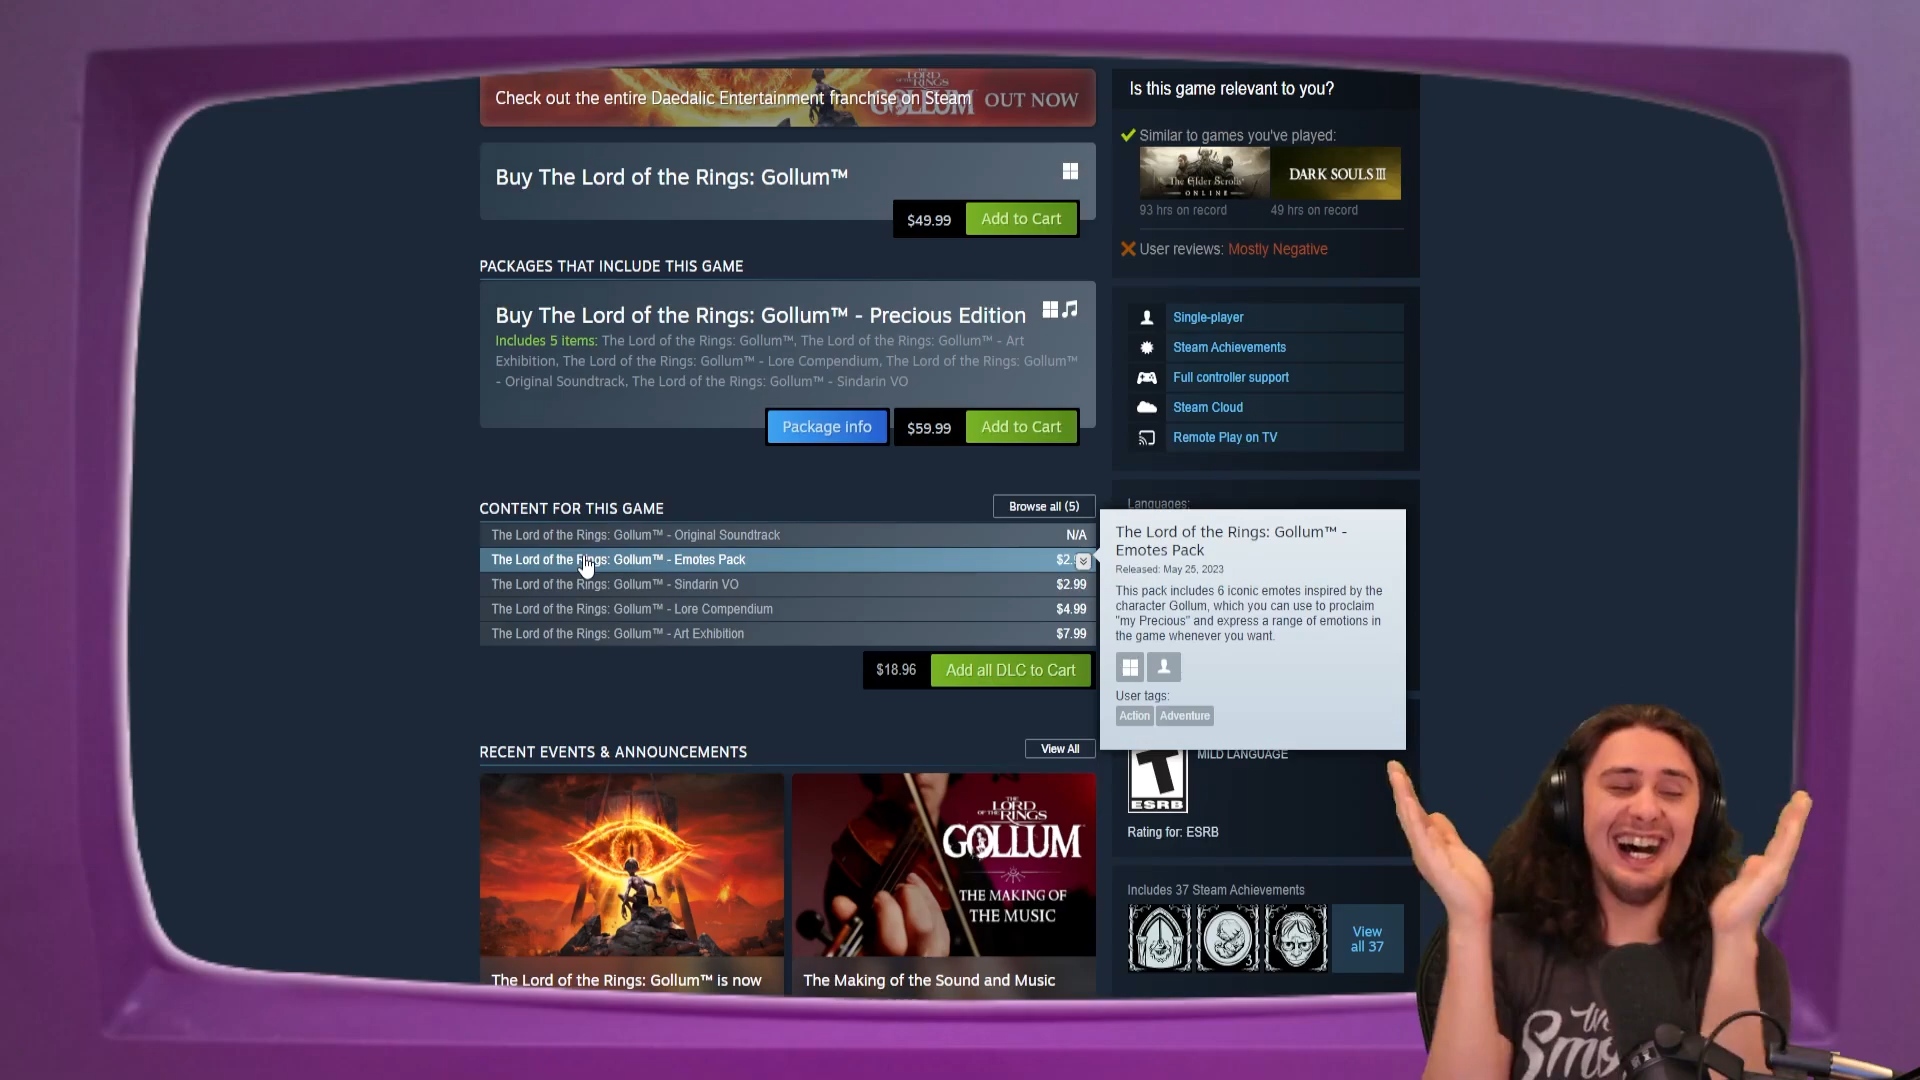 Check out the entire Daedalic Entertainment franchise on Steam
THE
LORD
OF THE
RINGS
GOLLUM
OUT NOW
Buy The Lord of the Rings: Gollum™
$49.99
Add to Cart
PACKAGES THAT INCLUDE THIS GAME
Buy The Lord of the Rings: Gollum™ - Precious Edition
Includes 5 items: The Lord of the Rings: Gollum™, The Lord of the Rings: Gollum™ - Art
Exhibition, The Lord of the Rings: Gollum™ - Lore Compendium, The Lord of the Rings: Gollum™
- Original Soundtrack, The Lord of the Rings: Gollum™ - Sindarin VO
Package info
$59.99
Add to Cart
CONTENT FOR THIS GAME
Browse all (5)
The Lord of the Rings: Gollum™ - Original Soundtrack
N/A
The Lord of the Rings: Gollum™ - Emotes Pack
The Lord of the Rings: Gollum™ - Sindarin VO
$2.99
The Lord of the Rings: Gollum™ - Lore Compendium
$4.99
The Lord of the Rings: Gollum™ - Art Exhibition
$7.99
$18.96
Add all DLC to Cart
RECENT EVENTS & ANNOUNCEMENTS
View All
THE
LORD
OF THE
RINGS
GOLLUM
THE MAKING OF
THE MUSIC
The Lord of the Rings: Gollum™ is now
The Making of the Sound and Music
Is this game relevant to you?
Similar to games you've played:
The Elder Scrolls
ONLINE
DARK SOULS III
93 hrs on record
49 hrs on record
User reviews: Mostly Negative
Single-player
Steam Achievements
Full controller support
Steam Cloud
Remote Play on TV
Languages:
The Lord of the Rings: Gollum™ -
Emotes Pack
Released: May 25, 2023
This pack includes 6 iconic emotes inspired by the
character Gollum, which you can use to proclaim
"my Precious" and express a range of emotions in
the game whenever you want.
User tags:
Action
Adventure
MILD LANGUAGE
T
ESRB
Rating for: ESRB
Includes 37 Steam Achievements
3
View
all 37
The